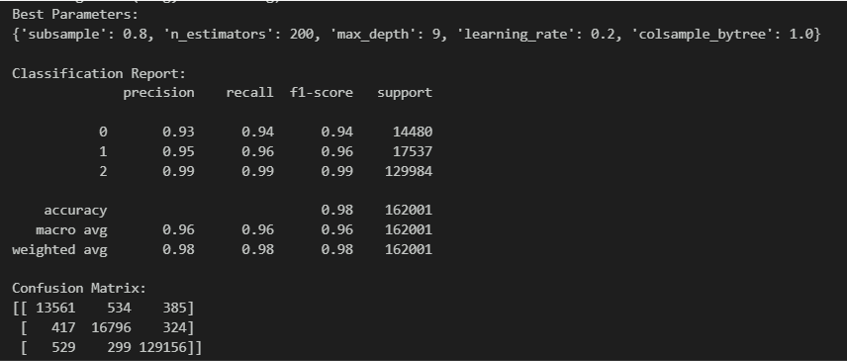 Best Parameters:
{'subsample': 0.8, 'n_estimators': 200, 'max_depth': 9, 'learning_rate': 0.2, 'colsample_bytree': 1.0}
Classification Report:
precision recall f1-score support
0 0.93 0.94 0.94 14480
1 0.95 0.96 0.96 17537
2 0.99 0.99 0.99 129984
accuracy 0.98 162001
macro avg 0.96 0.96 0.96 162001
weighted avg 0.98 0.98 0.98 162001
Confusion Matrix:
[[ 13561 534 385]
[ 417 16796 324]
[ 529 299 129156]]